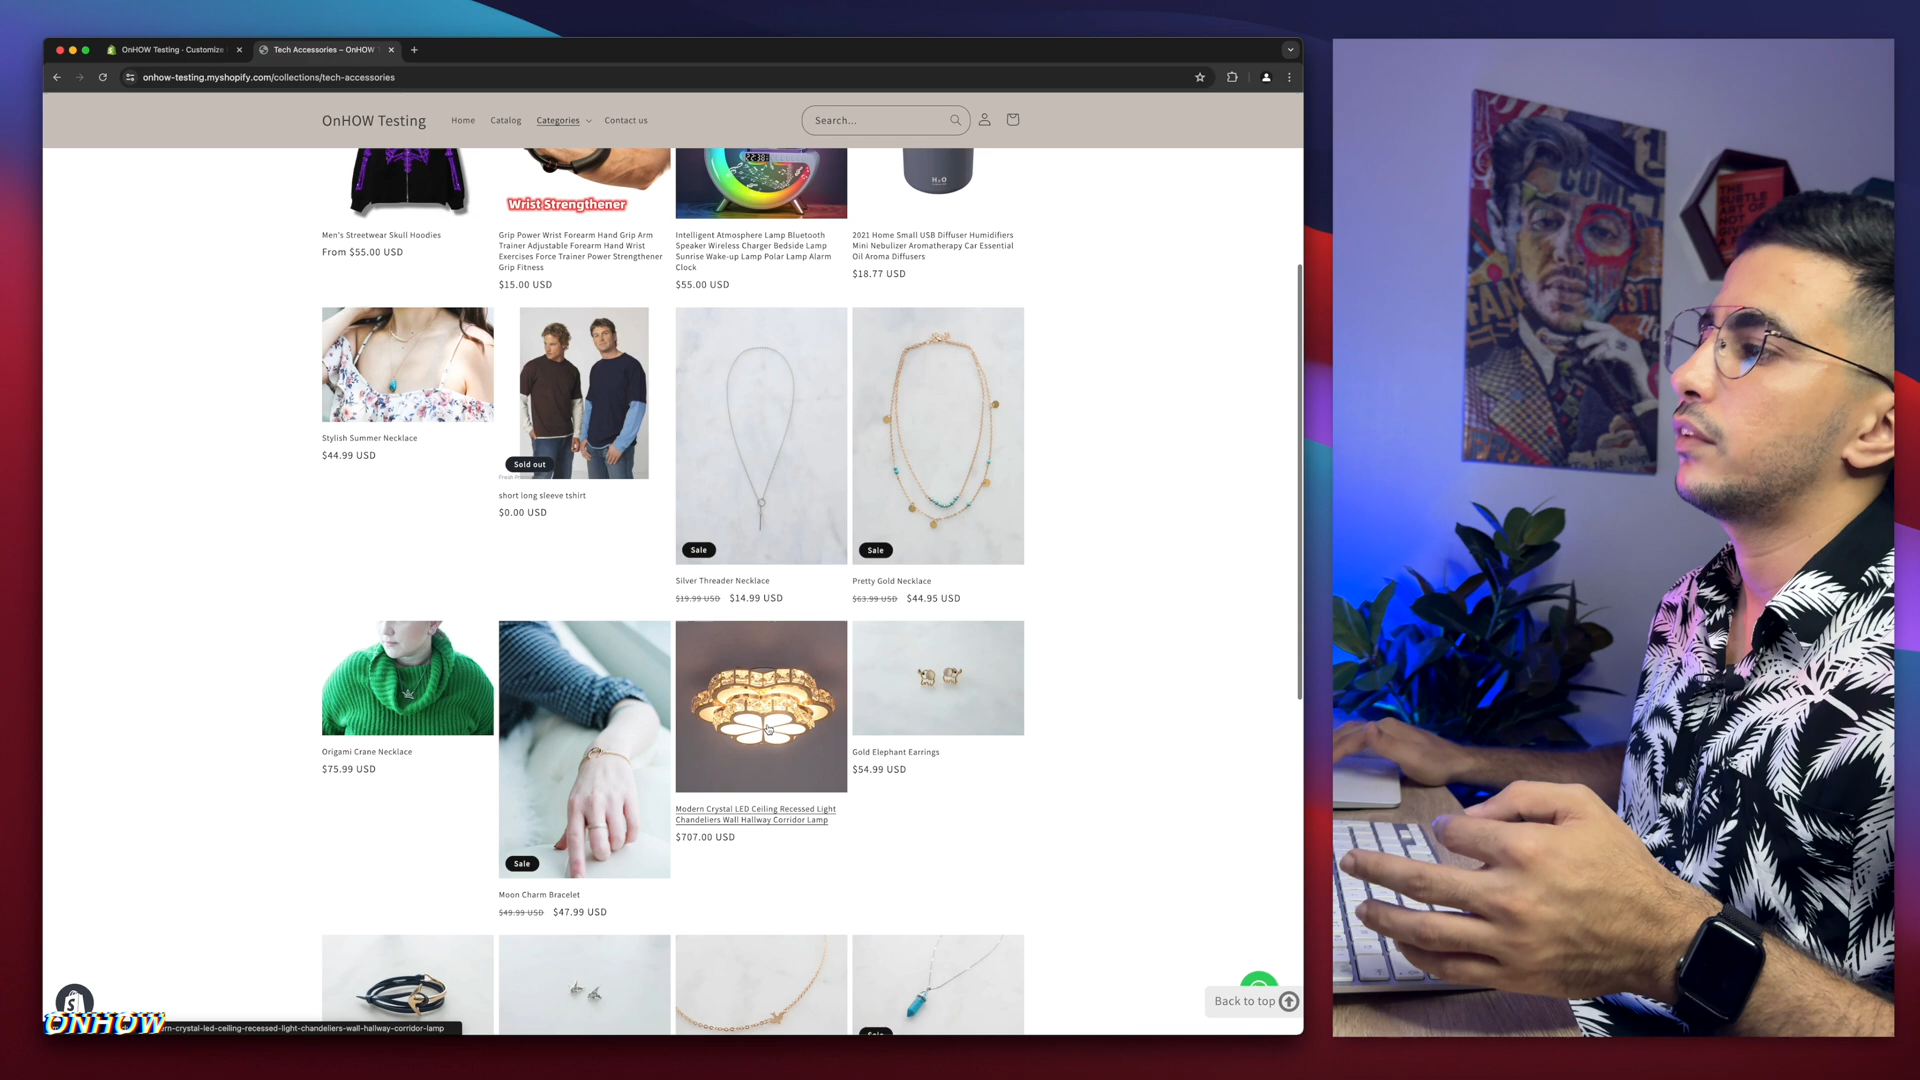 OnHOW Testing · Customize
Tech Accessories – OnHOW T
onhow-testing.myshopify.com/collections/tech-accessories
OnHOW Testing
Home
Catalog
Categories
Contact us
Search...
Wrist Strengthener
H₂O
Men's Streetwear Skull Hoodies
From $55.00 USD
Grip Power Wrist Forearm Hand Grip Arm
Trainer Adjustable Forearm Hand Wrist
Exercises Force Trainer Power Strengthener
Grip Fitness
$15.00 USD
Intelligent Atmosphere Lamp Bluetooth
Speaker Wireless Charger Bedside Lamp
Sunrise Wake-up Lamp Polar Lamp Alarm
Clock
$55.00 USD
2021 Home Small USB Diffuser Humidifiers
Mini Nebulizer Aromatherapy Car Essential
Oil Aroma Diffusers
$18.77 USD
Stylish Summer Necklace
$44.99 USD
Sold out
short long sleeve tshirt
$0.00 USD
Sale
Silver Threader Necklace
$19.99 USD $14.99 USD
Sale
Pretty Gold Necklace
$63.99 USD $44.95 USD
Origami Crane Necklace
$75.99 USD
Sale
Moon Charm Bracelet
$49.99 USD $47.99 USD
Modern Crystal LED Ceiling Recessed Light
Chandeliers Wall Hallway Corridor Lamp
$707.00 USD
Gold Elephant Earrings
$54.99 USD
Sale
Back to top
ONHOW
rn-crystal-led-ceiling-recessed-light-chandeliers-wall-hallway-corridor-lamp
THE
SUBTLE
ART OF
NOT